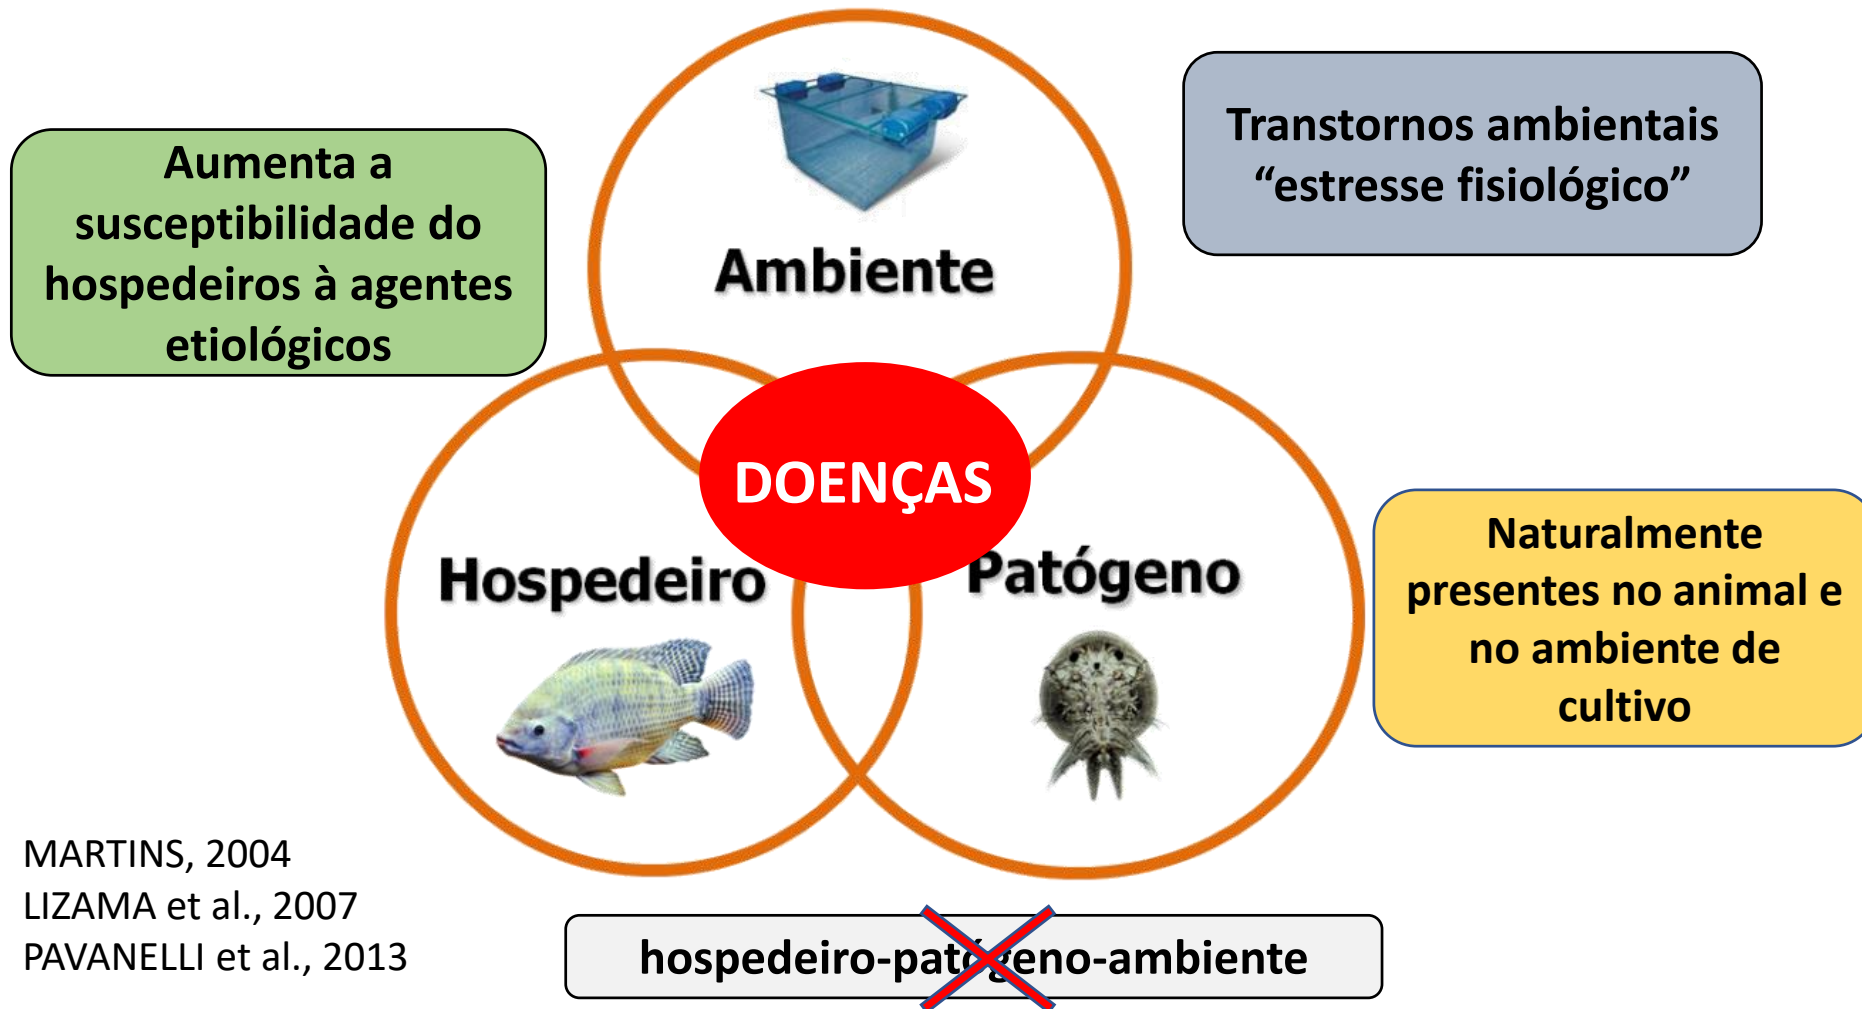 Aumenta a
susceptibilidade do
hospedeiros à agentes
etiológicos
Ambiente
Transtornos ambientais
“estresse fisiológico”
DOENÇAS
Hospedeiro
Patógeno
Naturalmente
presentes no animal e
no ambiente de
cultivo
MARTINS, 2004
LIZAMA et al., 2007
PAVANELLI et al., 2013
hospedeiro-patógeno-ambiente